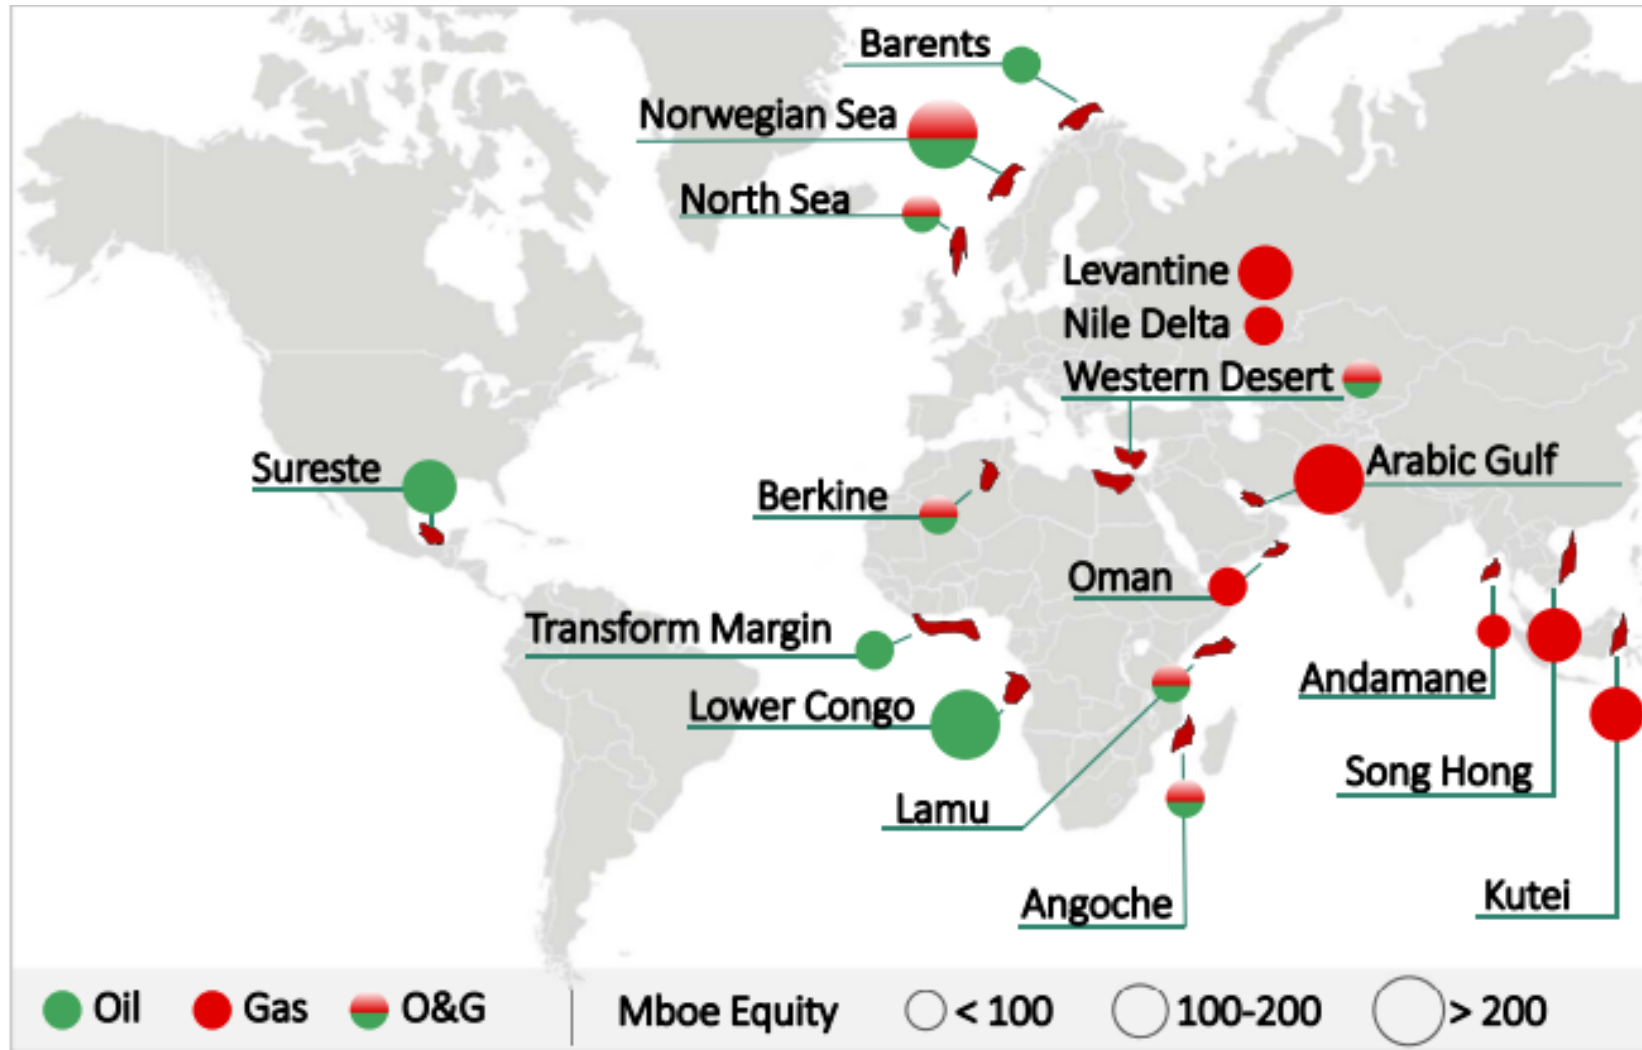 Barents
Norwegian Sea
North Sea
Levantine
Nile Delta
Western Desert
Sureste
Arabic Gulf
Berkine
Oman
Transform Margin
Andamane
Lower Congo
Song Hong
Lamu
Kutei
Angoche
Oil Gas O&G Mboe Equity < 100 100-200 > 200